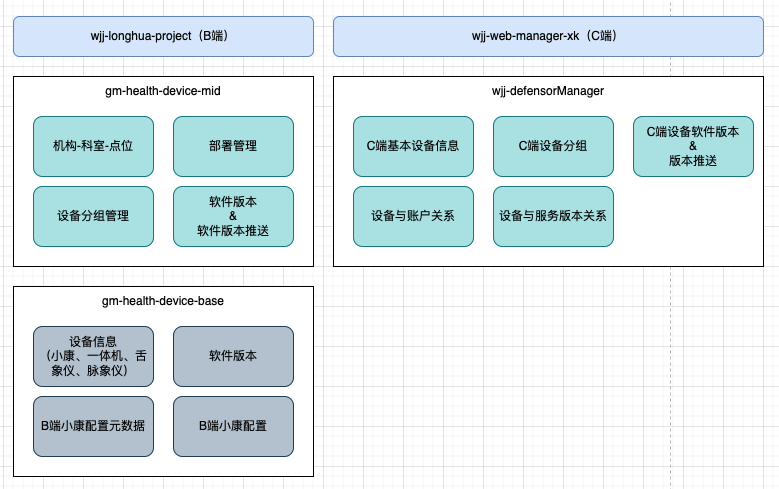 wjj-longhua-project（B端）
wjj-web-manager-xk（C端）
gm-health-device-mid
机构-科室-点位
部署管理
设备分组管理
软件版本
&
软件版本推送
wjj-defensorManager
C端基本设备信息
C端设备分组
C端设备软件版本
&
版本推送
设备与账户关系
设备与服务版本关系
gm-health-device-base
设备信息
（小康、一体机、舌
象仪、脉象仪）
软件版本
B端小康配置元数据
B端小康配置